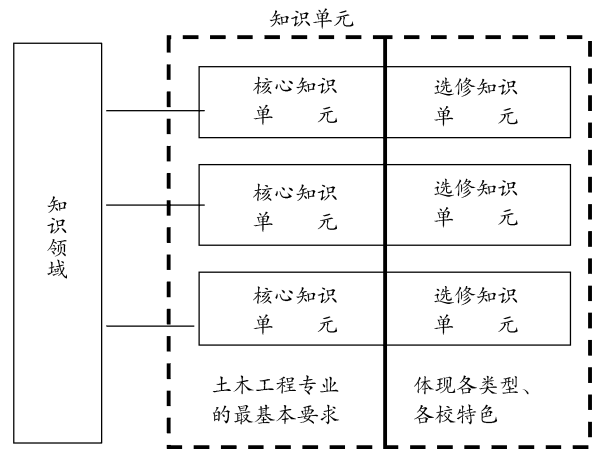 知识单元
知识领域
核心知识
单 元
选修知识
单 元
核心知识
单 元
选修知识
单 元
核心知识
单 元
选修知识
单 元
土木工程专业
的最基本要求
体现各类型、
各校特色